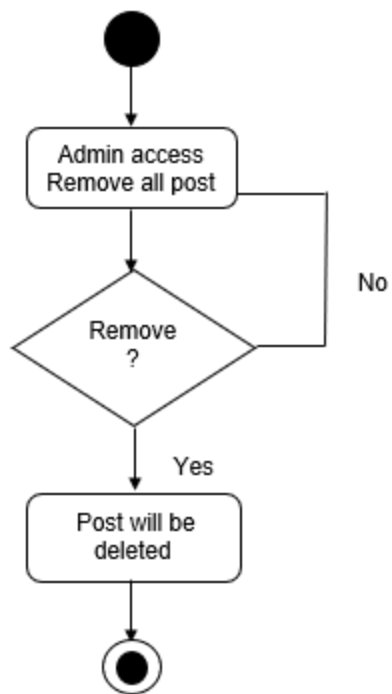 Admin access
Remove all post
No
Remove
?
Yes
Post will be
deleted